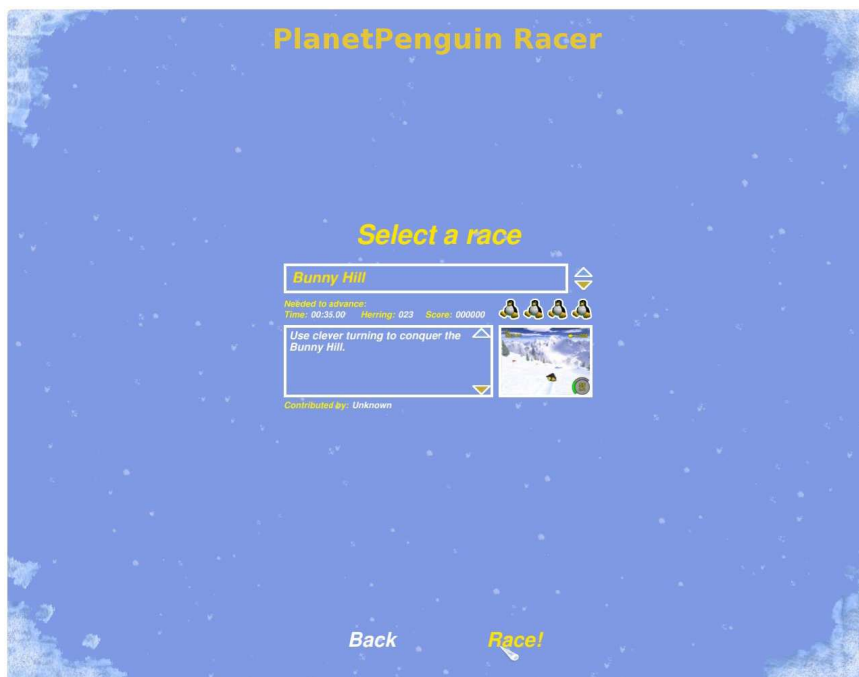 PlanetPenguin Racer
Select a race
Bunny Hill
Needed to advance:
Time: 00:35.00 Herring: 023 Score: 000000
Use clever turning to conquer the
Bunny Hill.
Contributed by: Unknown
Back Race!